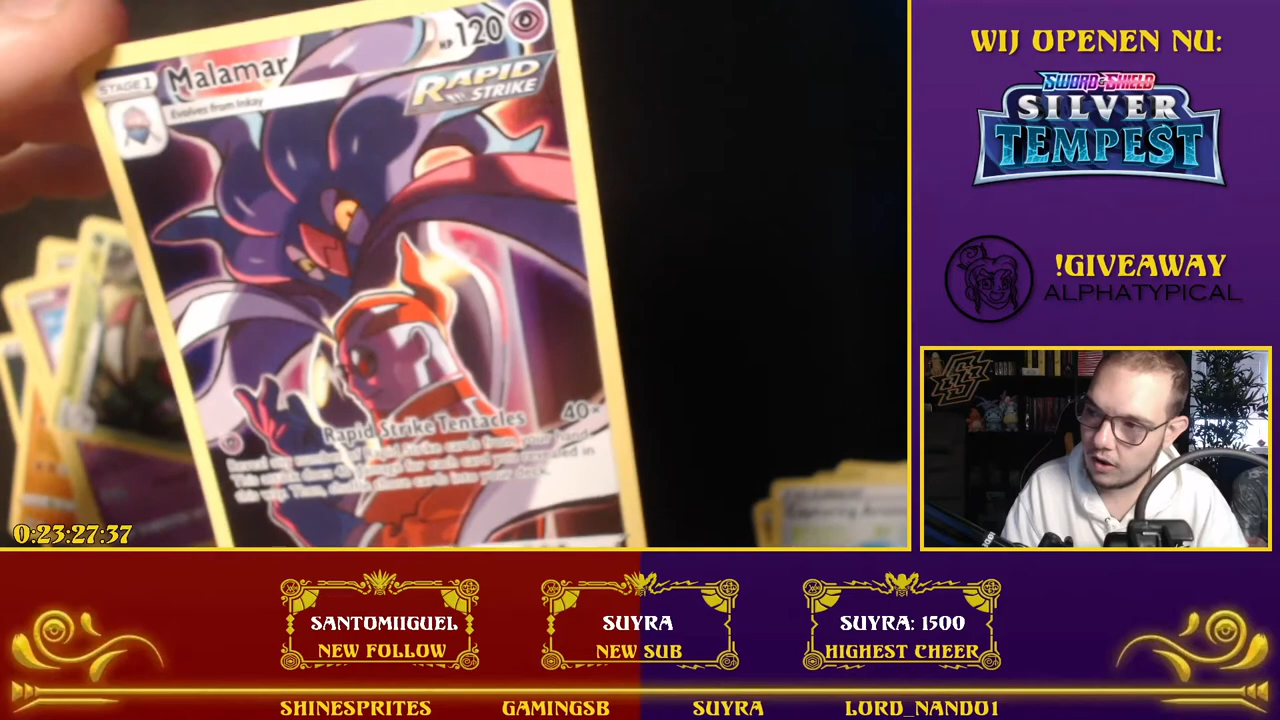 STAGE 1
Malamar
HP 120
Evolves from Inkay
RAPID STRIKE
Rapid Strike Tentacles 40×
0:23:27:37
WIJ OPENEN NU:
SWORD & SHIELD
SILVER
TEMPEST
!GIVEAWAY
ALPHATYPICAL
SANTOMIIGUEL
NEW FOLLOW
SUYRA
NEW SUB
SUYRA: 1500
HIGHEST CHEER
SHINESPRITES
GAMINGSB
SUYRA
LORD_NANDO1